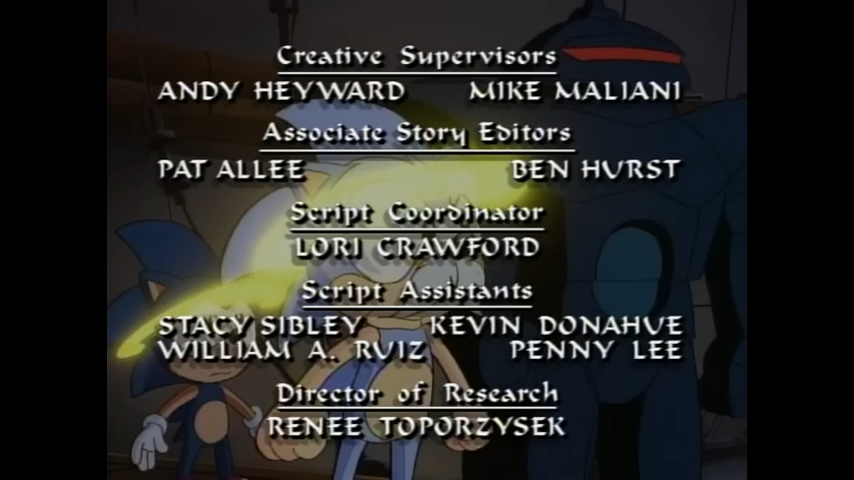 Creative Supervisors
ANDY HEYWARD MIKE MALIANI
Associate Story Editors
PAT ALLEE BEN HURST
Script Coordinator
LORI CRAWFORD
Script Assistants
STACY SIBLEY KEVIN DONAHUE
WILLIAM A. RUIZ PENNY LEE
Director of Research
RENEE TOPORZYSEK